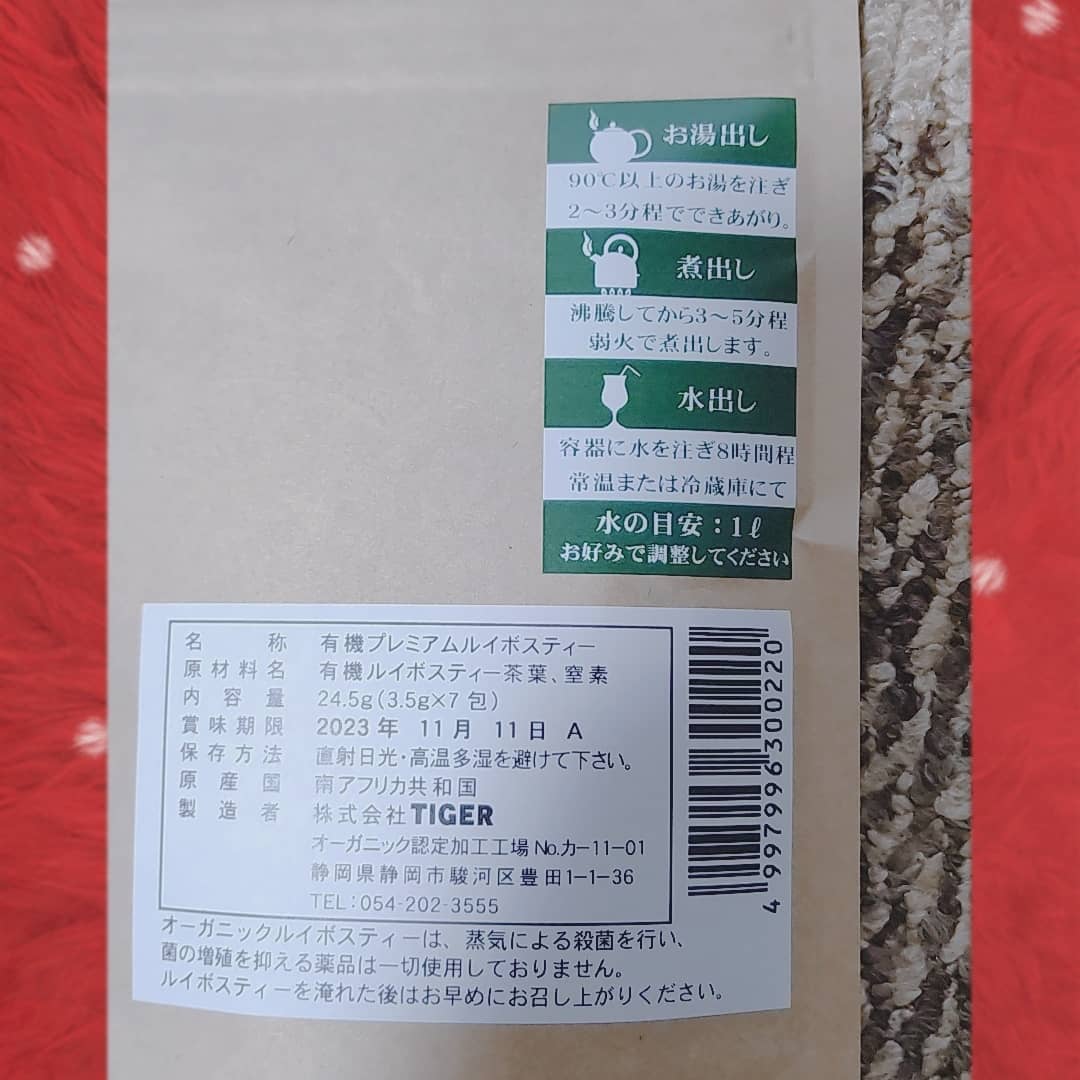 お湯出し
90℃以上のお湯を注ぎ
2〜3分程でできあがり。
煮出し
沸騰してから3〜5分程
弱火で煮出します。
水出し
容器に水を注ぎ8時間程
常温または冷蔵庫にて
水の目安：1ℓ
お好みで調整してください
名称 有機プレミアムルイボスティー
原材料名 有機ルイボスティー茶葉、窒素
内容量 24.5g(3.5g×7包)
賞味期限 2023年 11月 11日 A
保存方法 直射日光・高温多湿を避けて下さい。
原産国 南アフリカ共和国
製造者 株式会社TIGER
オーガニック認定加工工場No.カー11-01
静岡県静岡市駿河区豊田1-1-36
TEL:054-202-3555
オーガニックルイボスティーは、蒸気による殺菌を行い、
菌の増殖を抑える薬品は一切使用しておりません。
ルイボスティーを淹れた後はお早めにお召し上がりください。
4997996300220